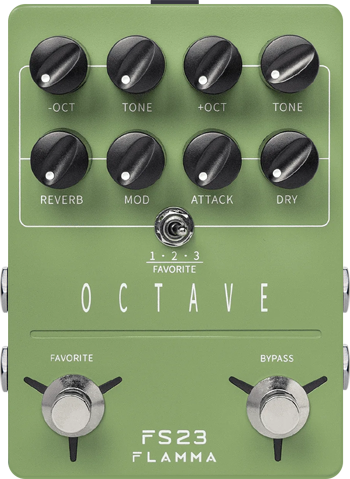 -OCT TONE +OCT TONE
REVERB MOD ATTACK DRY
1 · 2 · 3
FAVORITE
OCTAVE
FAVORITE BYPASS
FS23
FLAMMA